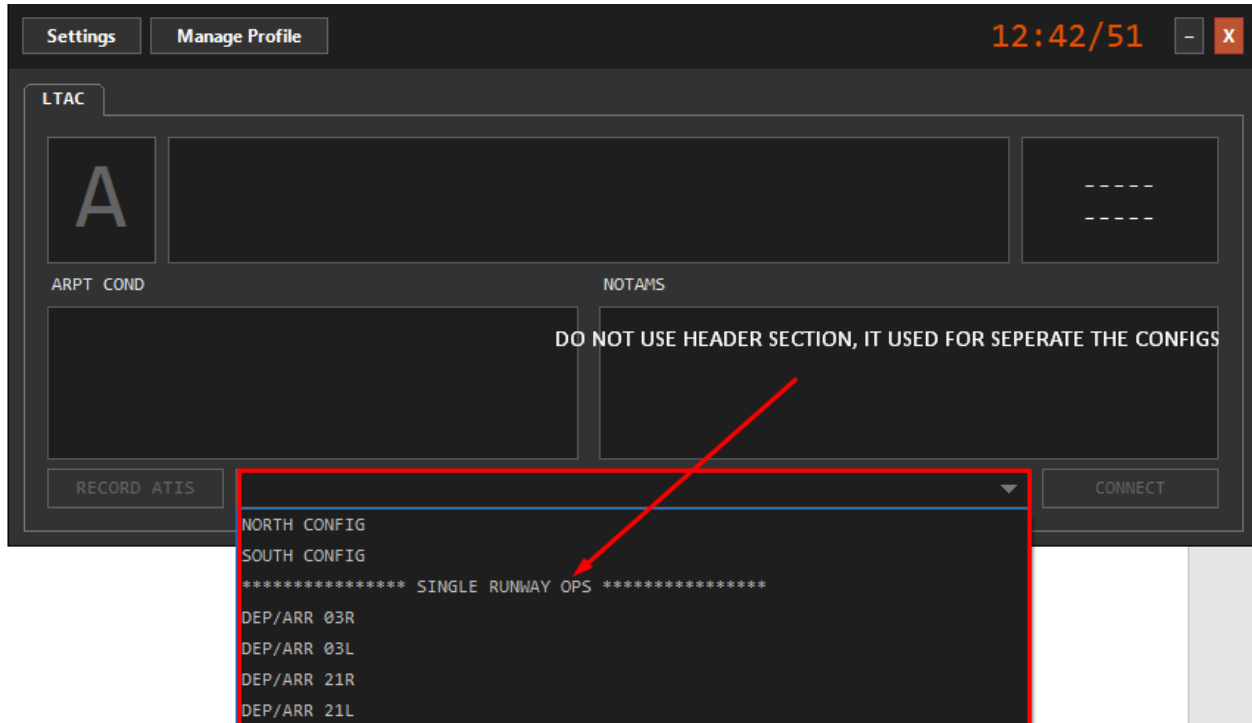 Settings Manage Profile 12:42/51 – X
LTAC
A
-----
-----
ARPT COND NOTAMS
DO NOT USE HEADER SECTION, IT USED FOR SEPERATE THE CONFIGS
RECORD ATIS CONNECT
NORTH CONFIG
SOUTH CONFIG
**************** SINGLE RUNWAY OPS ****************
DEP/ARR 03R
DEP/ARR 03L
DEP/ARR 21R
DEP/ARR 21L